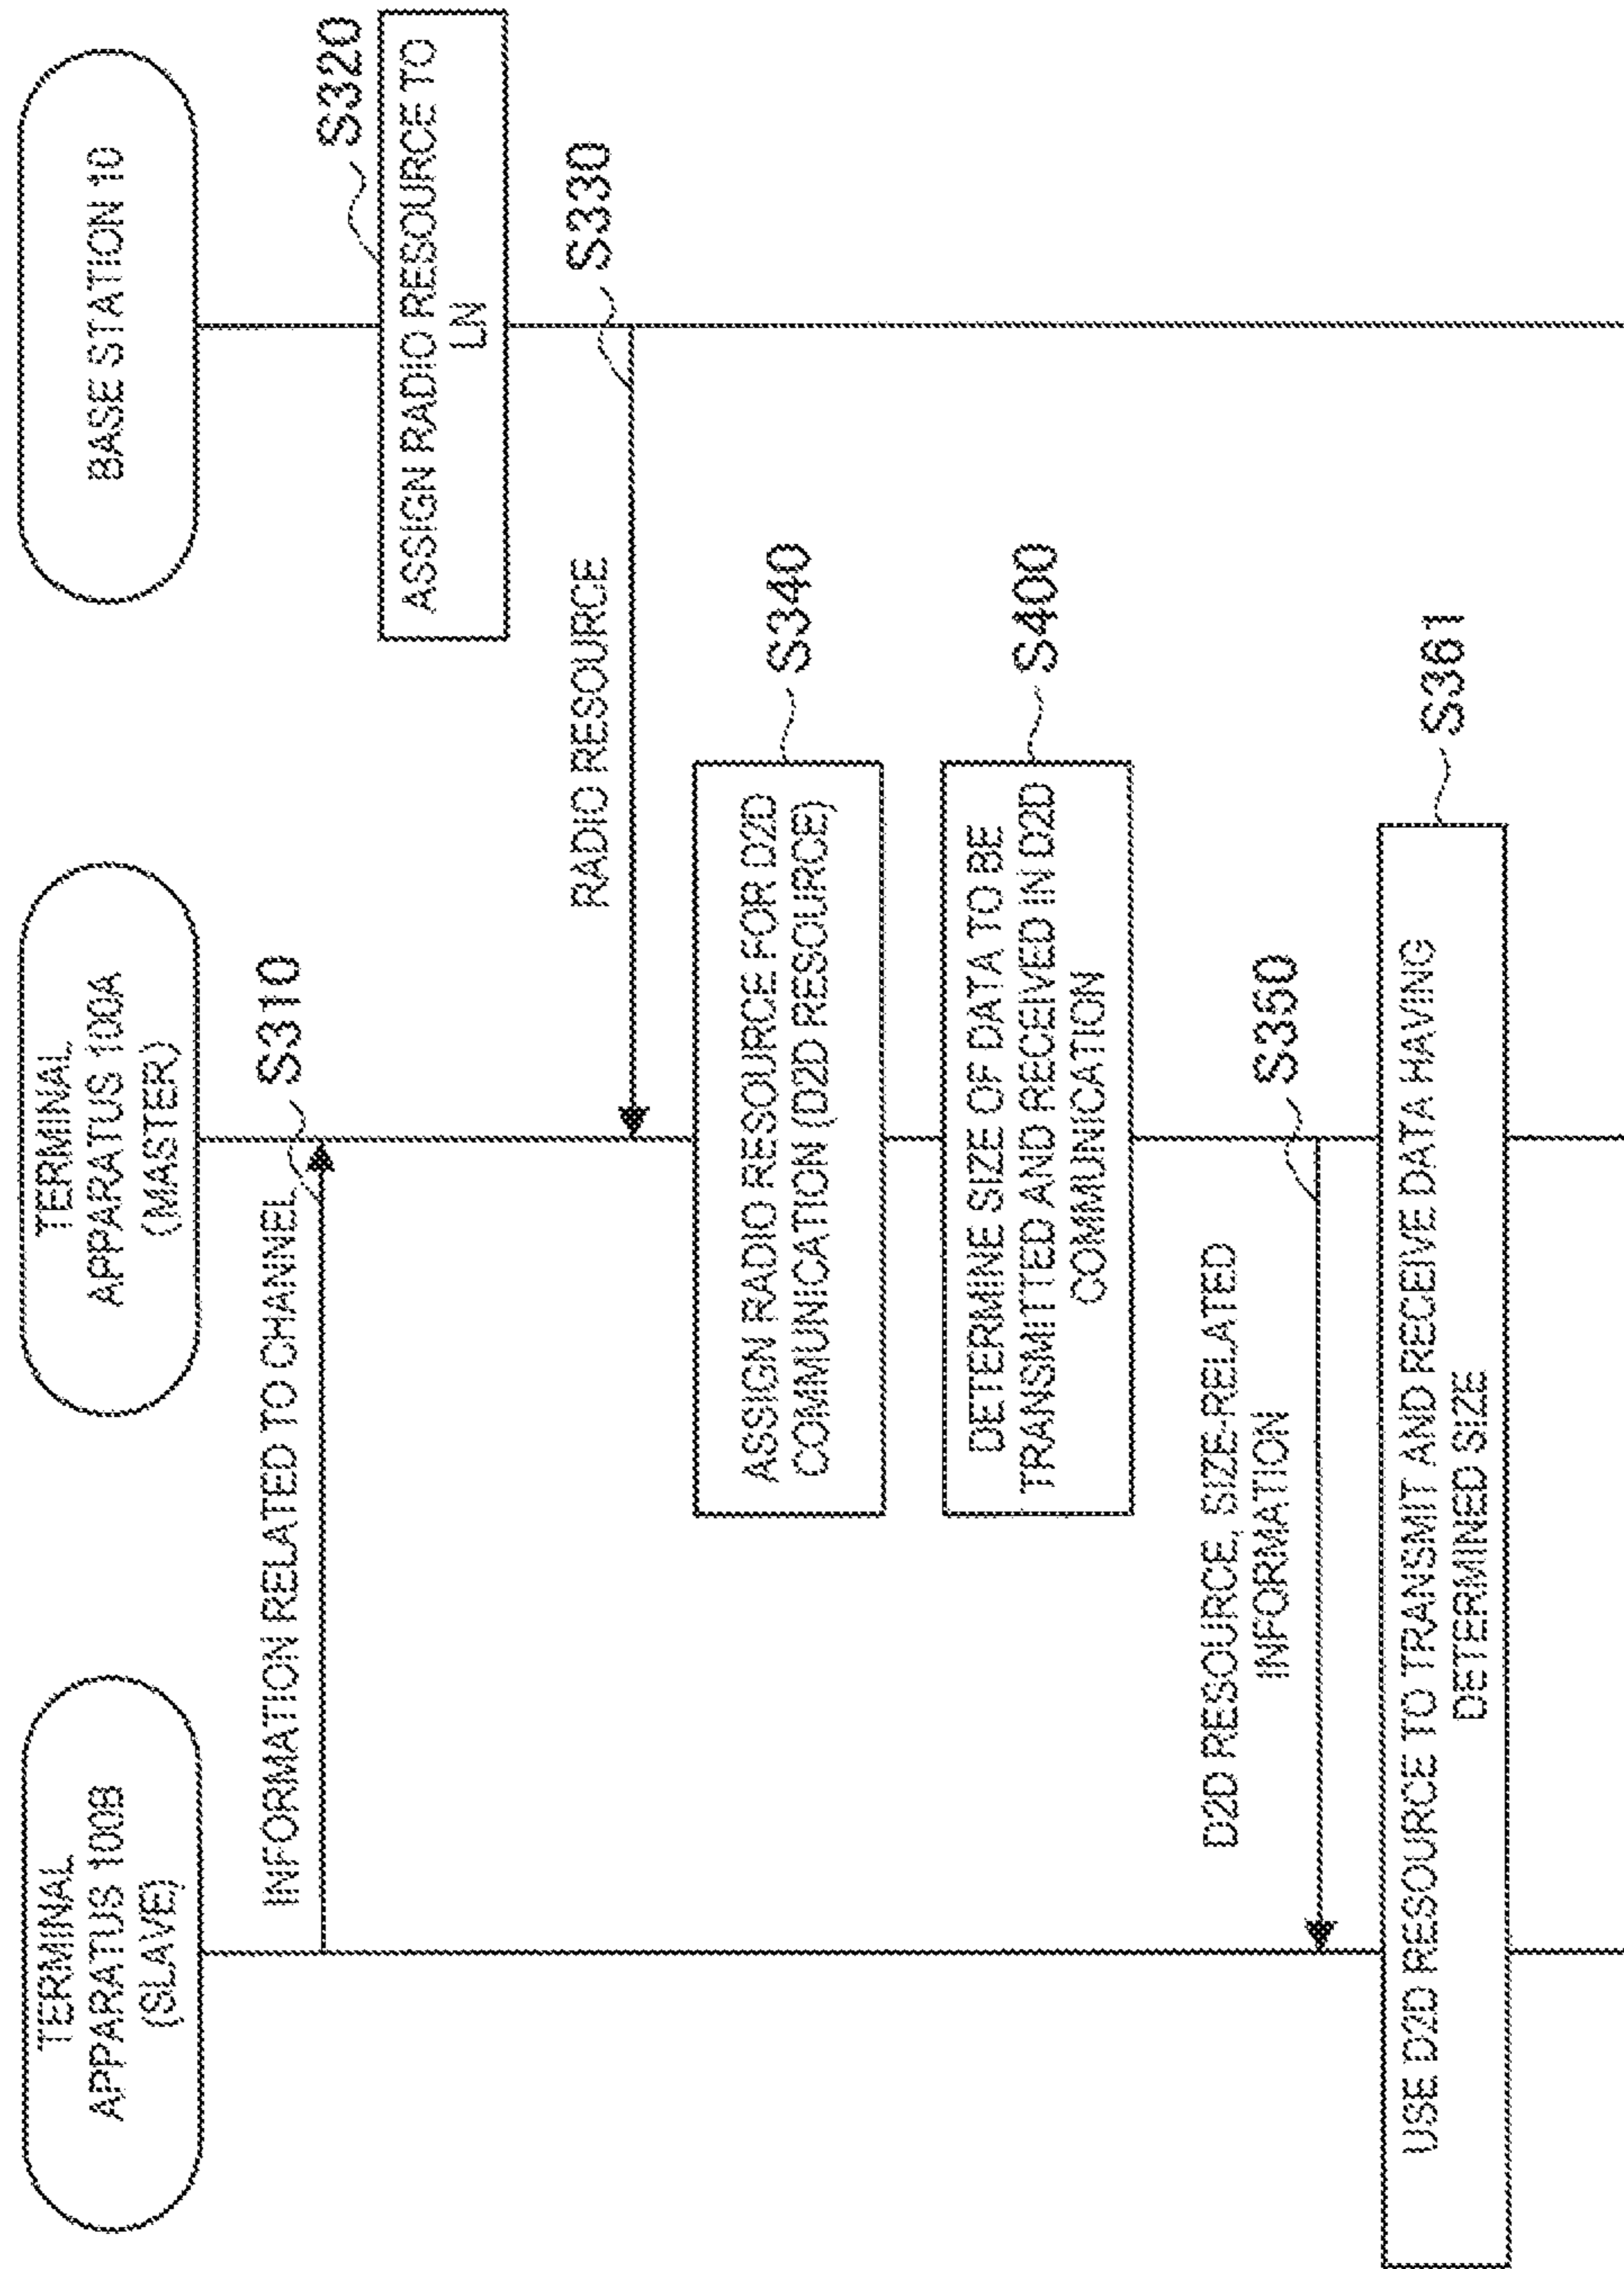 TERMINAL
APPARATUS 100B
(SLAVE)
TERMINAL
APPARATUS 100A
(MASTER)
BASE STATION 10
INFORMATION RELATED TO CHANNEL
S310
S320
ASSIGN RADIO RESOURCE TO
LN
S330
RADIO RESOURCE
S340
ASSIGN RADIO RESOURCE FOR D2D
COMMUNICATION (D2D RESOURCE)
S400
DETERMINE SIZE OF DATA TO BE
TRANSMITTED AND RECEIVED IN D2D
COMMUNICATION
S350
D2D RESOURCE, SIZE-RELATED
INFORMATION
S361
USE D2D RESOURCE TO TRANSMIT AND RECEIVE DATA HAVING
DETERMINED SIZE